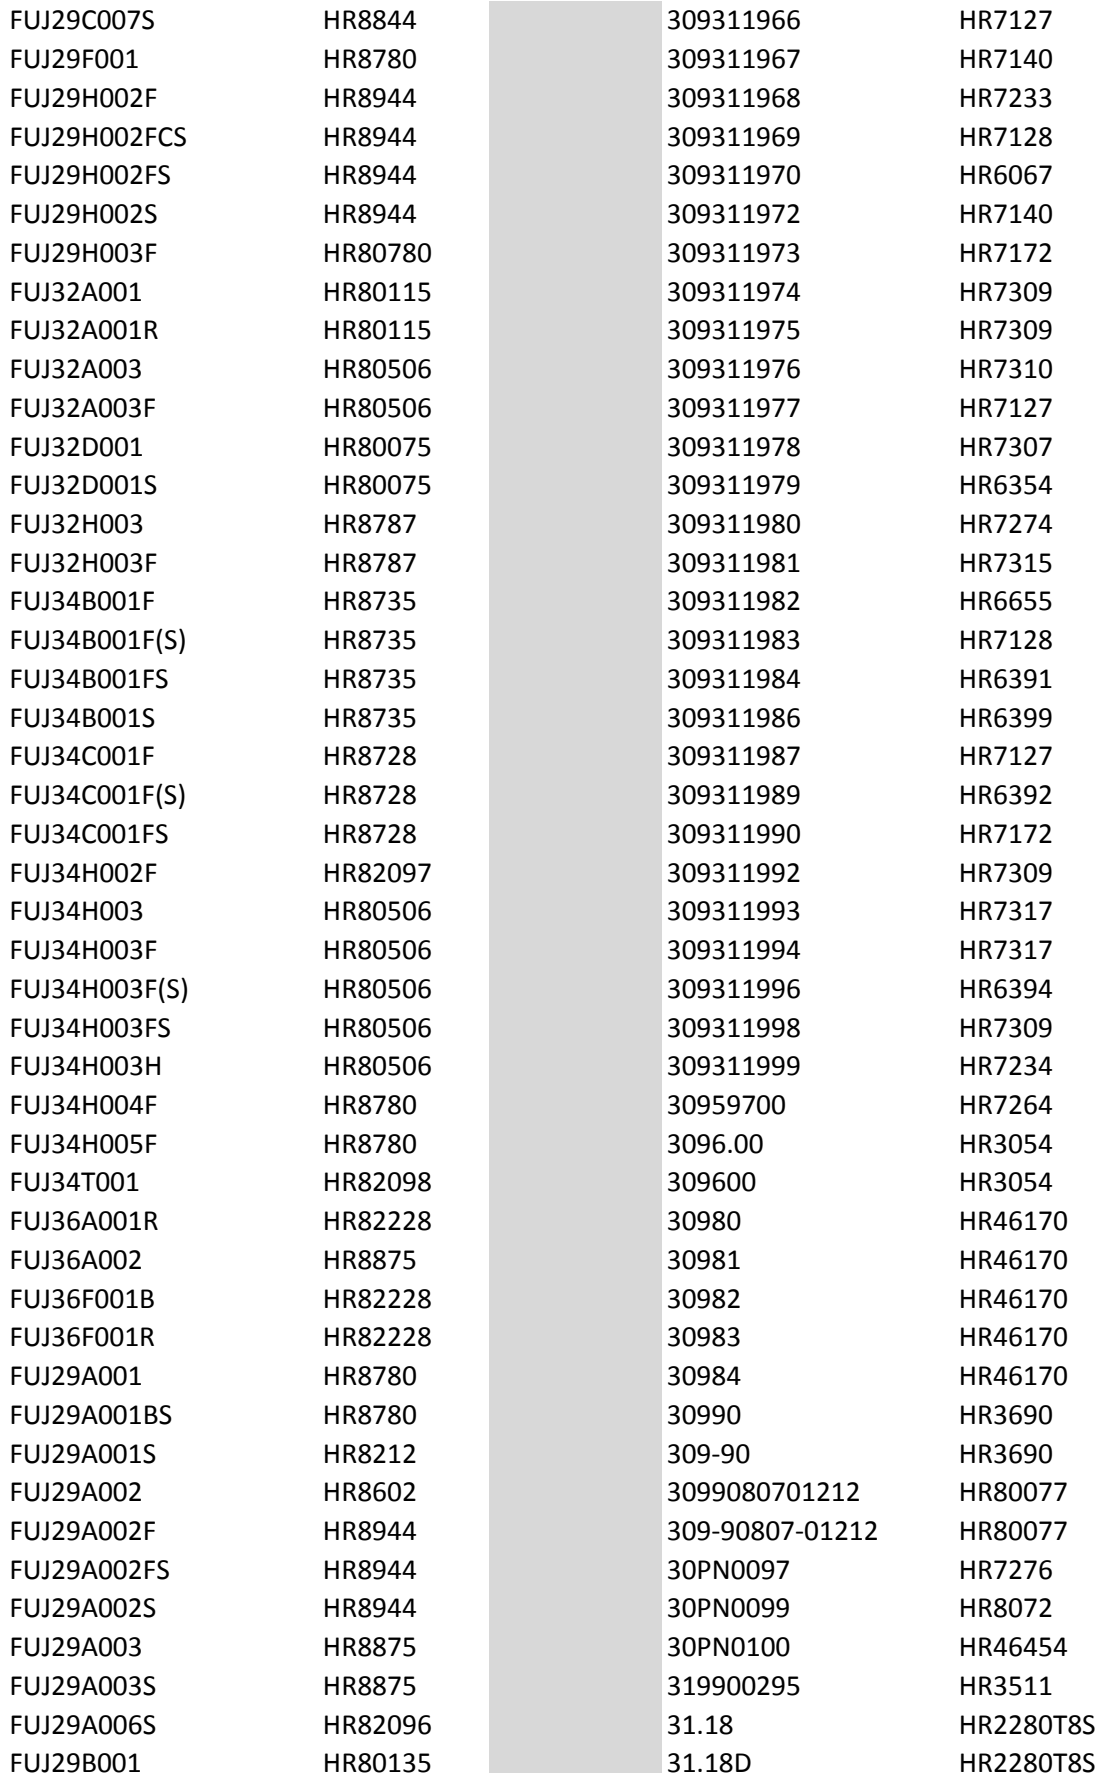 FUJ29C007S HR8844 309311966 HR7127
FUJ29F001 HR8780 309311967 HR7140
FUJ29H002F HR8944 309311968 HR7233
FUJ29H002FCS HR8944 309311969 HR7128
FUJ29H002FS HR8944 309311970 HR6067
FUJ29H002S HR8944 309311972 HR7140
FUJ29H003F HR80780 309311973 HR7172
FUJ32A001 HR80115 309311974 HR7309
FUJ32A001R HR80115 309311975 HR7309
FUJ32A003 HR80506 309311976 HR7310
FUJ32A003F HR80506 309311977 HR7127
FUJ32D001 HR80075 309311978 HR7307
FUJ32D001S HR80075 309311979 HR6354
FUJ32H003 HR8787 309311980 HR7274
FUJ32H003F HR8787 309311981 HR7315
FUJ34B001F HR8735 309311982 HR6655
FUJ34B001F(S) HR8735 309311983 HR7128
FUJ34B001FS HR8735 309311984 HR6391
FUJ34B001S HR8735 309311986 HR6399
FUJ34C001F HR8728 309311987 HR7127
FUJ34C001F(S) HR8728 309311989 HR6392
FUJ34C001FS HR8728 309311990 HR7172
FUJ34H002F HR82097 309311992 HR7309
FUJ34H003 HR80506 309311993 HR7317
FUJ34H003F HR80506 309311994 HR7317
FUJ34H003F(S) HR80506 309311996 HR6394
FUJ34H003FS HR80506 309311998 HR7309
FUJ34H003H HR80506 309311999 HR7234
FUJ34H004F HR8780 30959700 HR7264
FUJ34H005F HR8780 3096.00 HR3054
FUJ34T001 HR82098 309600 HR3054
FUJ36A001R HR82228 30980 HR46170
FUJ36A002 HR8875 30981 HR46170
FUJ36F001B HR82228 30982 HR46170
FUJ36F001R HR82228 30983 HR46170
FUJ29A001 HR8780 30984 HR46170
FUJ29A001BS HR8780 30990 HR3690
FUJ29A001S HR8212 309-90 HR3690
FUJ29A002 HR8602 3099080701212 HR80077
FUJ29A002F HR8944 309-90807-01212 HR80077
FUJ29A002FS HR8944 30PN0097 HR7276
FUJ29A002S HR8944 30PN0099 HR8072
FUJ29A003 HR8875 30PN0100 HR46454
FUJ29A003S HR8875 319900295 HR3511
FUJ29A006S HR82096 31.18 HR2280T8S
FUJ29B001 HR80135 31.18D HR2280T8S